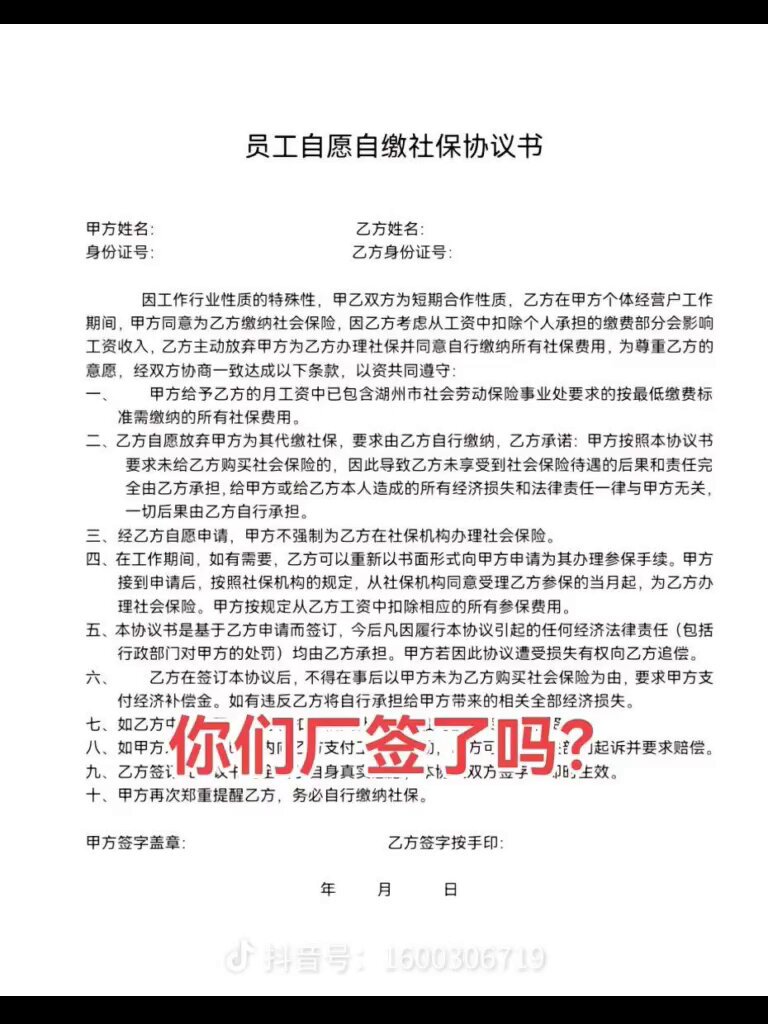 员工自愿自缴社保协议书
甲方姓名： 乙方姓名：
身份证号： 乙方身份证号：
因工作行业性质的特殊性，甲乙双方为短期合作性质，乙方在甲方个体经营户工作
期间，甲方同意为乙方缴纳社会保险，因乙方考虑从工资中扣除个人承担的缴费部分会影响
工资收入，乙方主动放弃甲方为乙方办理社保并同意自行缴纳所有社保费用，为尊重乙方的
意愿，经双方协商一致达成以下条款，以资共同遵守：
一、 甲方给予乙方的月工资中已包含湖州市社会劳动保险事业处要求的按最低缴费标
准需缴纳的所有社保费用。
二、乙方自愿放弃甲方为其代缴社保，要求由乙方自行缴纳，乙方承诺：甲方按照本协议书
要求未给乙方购买社会保险的，因此导致乙方未享受到社会保险待遇的后果和责任完
全由乙方承担，给甲方或给乙方本人造成的所有经济损失和法律责任一律与甲方无关，
一切后果由乙方自行承担。
三、经乙方自愿申请，甲方不强制为乙方在社保机构办理社会保险。
四、在工作期间，如有需要，乙方可以重新以书面形式向甲方申请为其办理参保手续。甲方
接到申请后，按照社保机构的规定，从社保机构同意受理乙方参保的当月起，为乙方办
理社会保险。甲方按规定从乙方工资中扣除相应的所有参保费用。
五、本协议书是基于乙方申请而签订，今后凡因履行本协议引起的任何经济法律责任（包括
行政部门对甲方的处罚）均由乙方承担。甲方若因此协议遭受损失有权向乙方追偿。
六、 乙方在签订本协议后，不得在事后以甲方未为乙方购买社会保险为由，要求甲方支
付经济补偿金。如有违反乙方将自行承担给甲方带来的相关全部经济损失。
七、如乙方中
你们厂签了吗？
八、如甲方 内向乙方支付工 起诉并要求赔偿。
九、乙方签订 自身真实 双方签字 即时生效。
十、甲方再次郑重提醒乙方，务必自行缴纳社保。
甲方签字盖章： 乙方签字按手印：
年 月 日
抖音号：1600306719